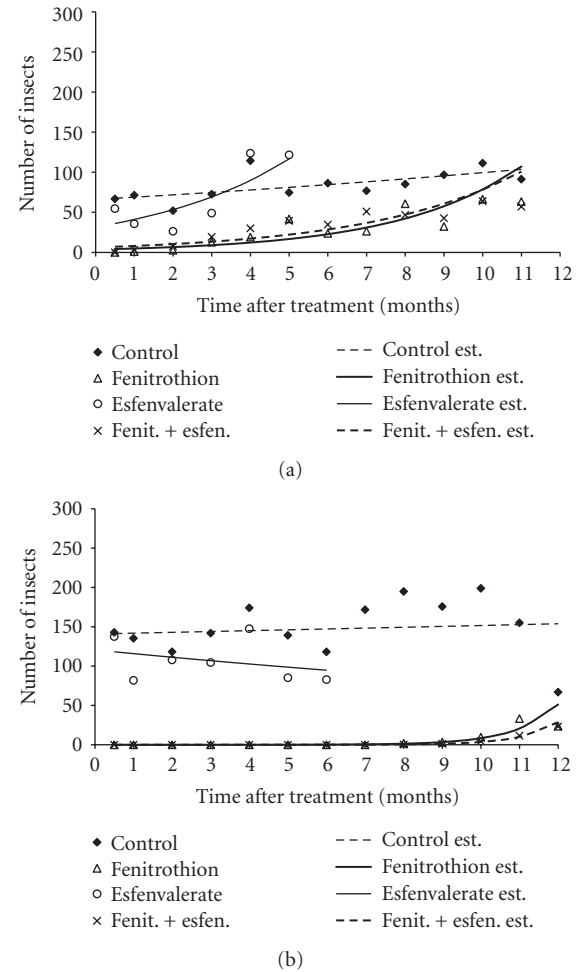 300
250
200
150
100
50
0
Number of insects
0 1 2 3 4 5 6 7 8 9 10 11 12
Time after treatment (months)
Control
Fenitrothion
Esfenvalerate
Fenit. + esfen.
Control est.
Fenitrothion est.
Esfenvalerate est.
Fenit. + esfen. est.
(a)
300
250
200
150
100
50
0
Number of insects
0 1 2 3 4 5 6 7 8 9 10 11 12
Time after treatment (months)
Control
Fenitrothion
Esfenvalerate
Fenit. + esfen.
Control est.
Fenitrothion est.
Esfenvalerate est.
Fenit. + esfen. est.
(b)